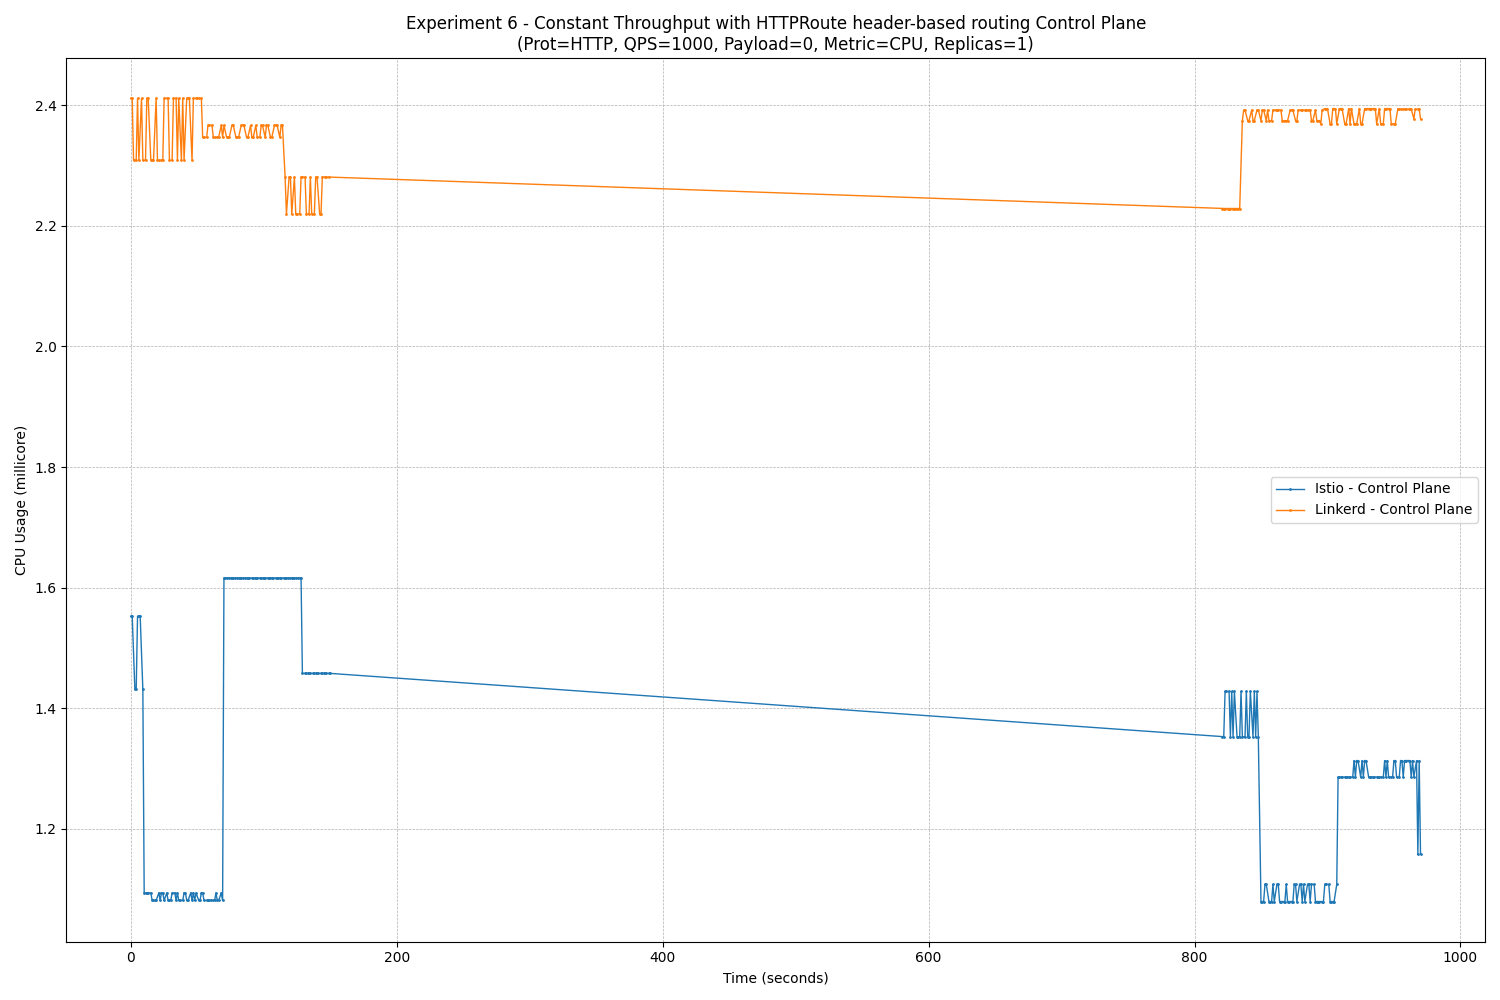 Experiment 6 - Constant Throughput with HTTPRoute header-based routing Control Plane
(Prot=HTTP, QPS=1000, Payload=0, Metric=CPU, Replicas=1)
CPU Usage (millicore)
2.4
2.2
2.0
1.8
1.6
1.4
1.2
Istio - Control Plane
Linkerd - Control Plane
0
200
400
600
800
1000
Time (seconds)